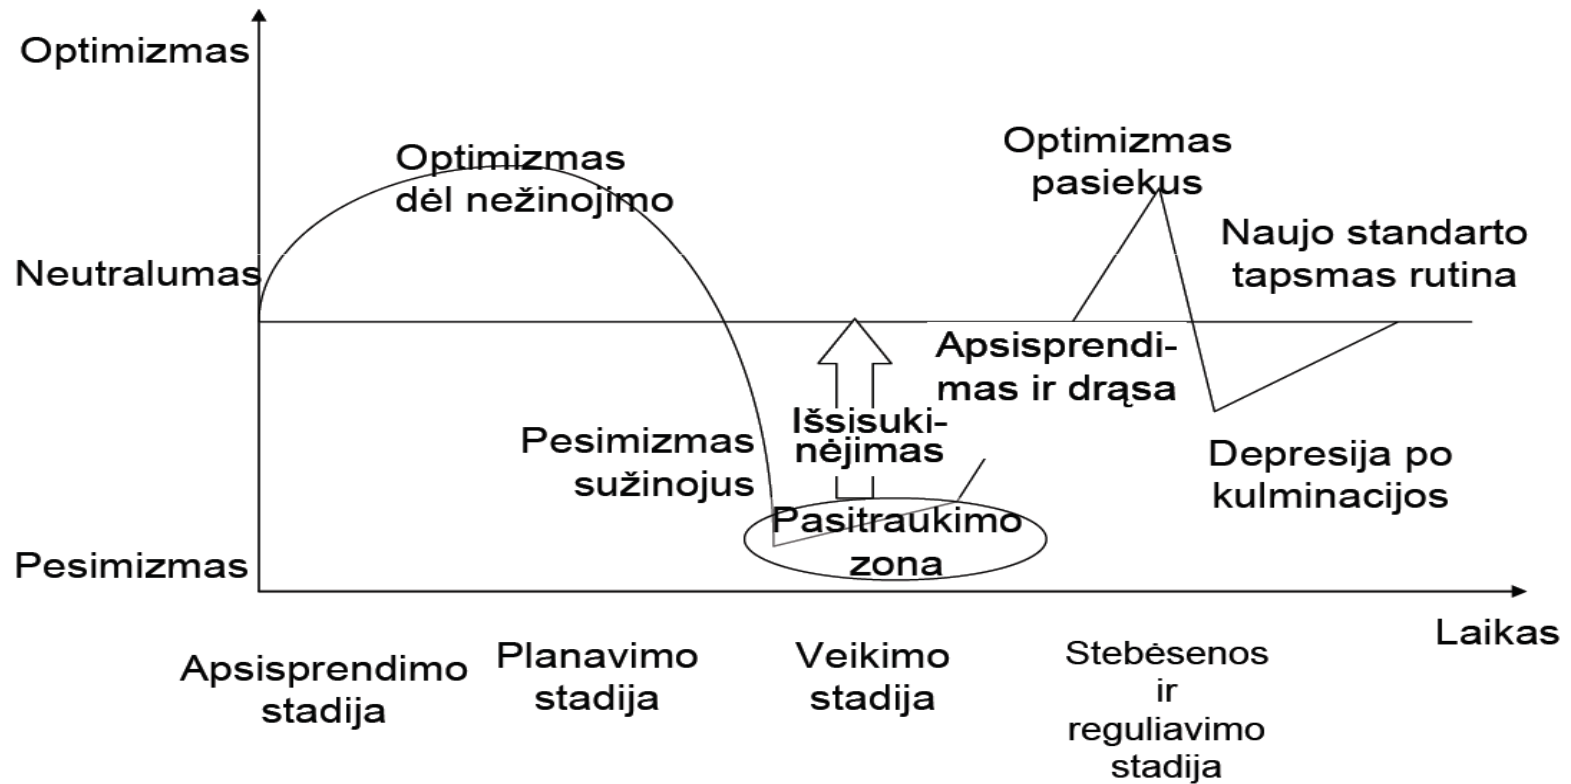 Optimizmas
Optimizmas
dėl nežinojimo
Optimizmas
pasiekus
Naujo standarto
tapsmas rutina
Neutralumas
Apsisprendi-
mas ir drąsa
Išsisuki-
nėjimas
Pesimizmas
sužinojus
Depresija po
kulminacijos
Pasitraukimo
zona
Pesimizmas
Laikas
Apsisprendimo
stadija
Planavimo
stadija
Veikimo
stadija
Stebėsenos
ir
reguliavimo
stadija